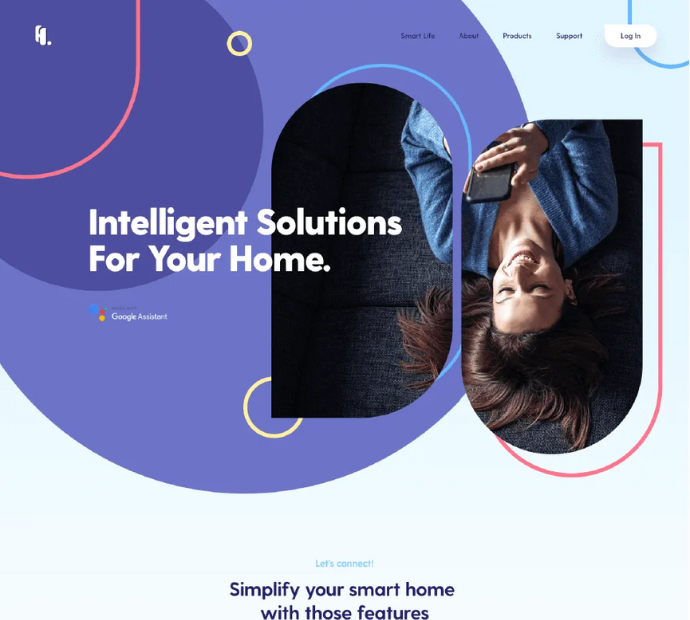 Smart Life About Products Support Log In
Intelligent Solutions
For Your Home.
Google Assistant
Let's connect!
Simplify your smart home
with those features